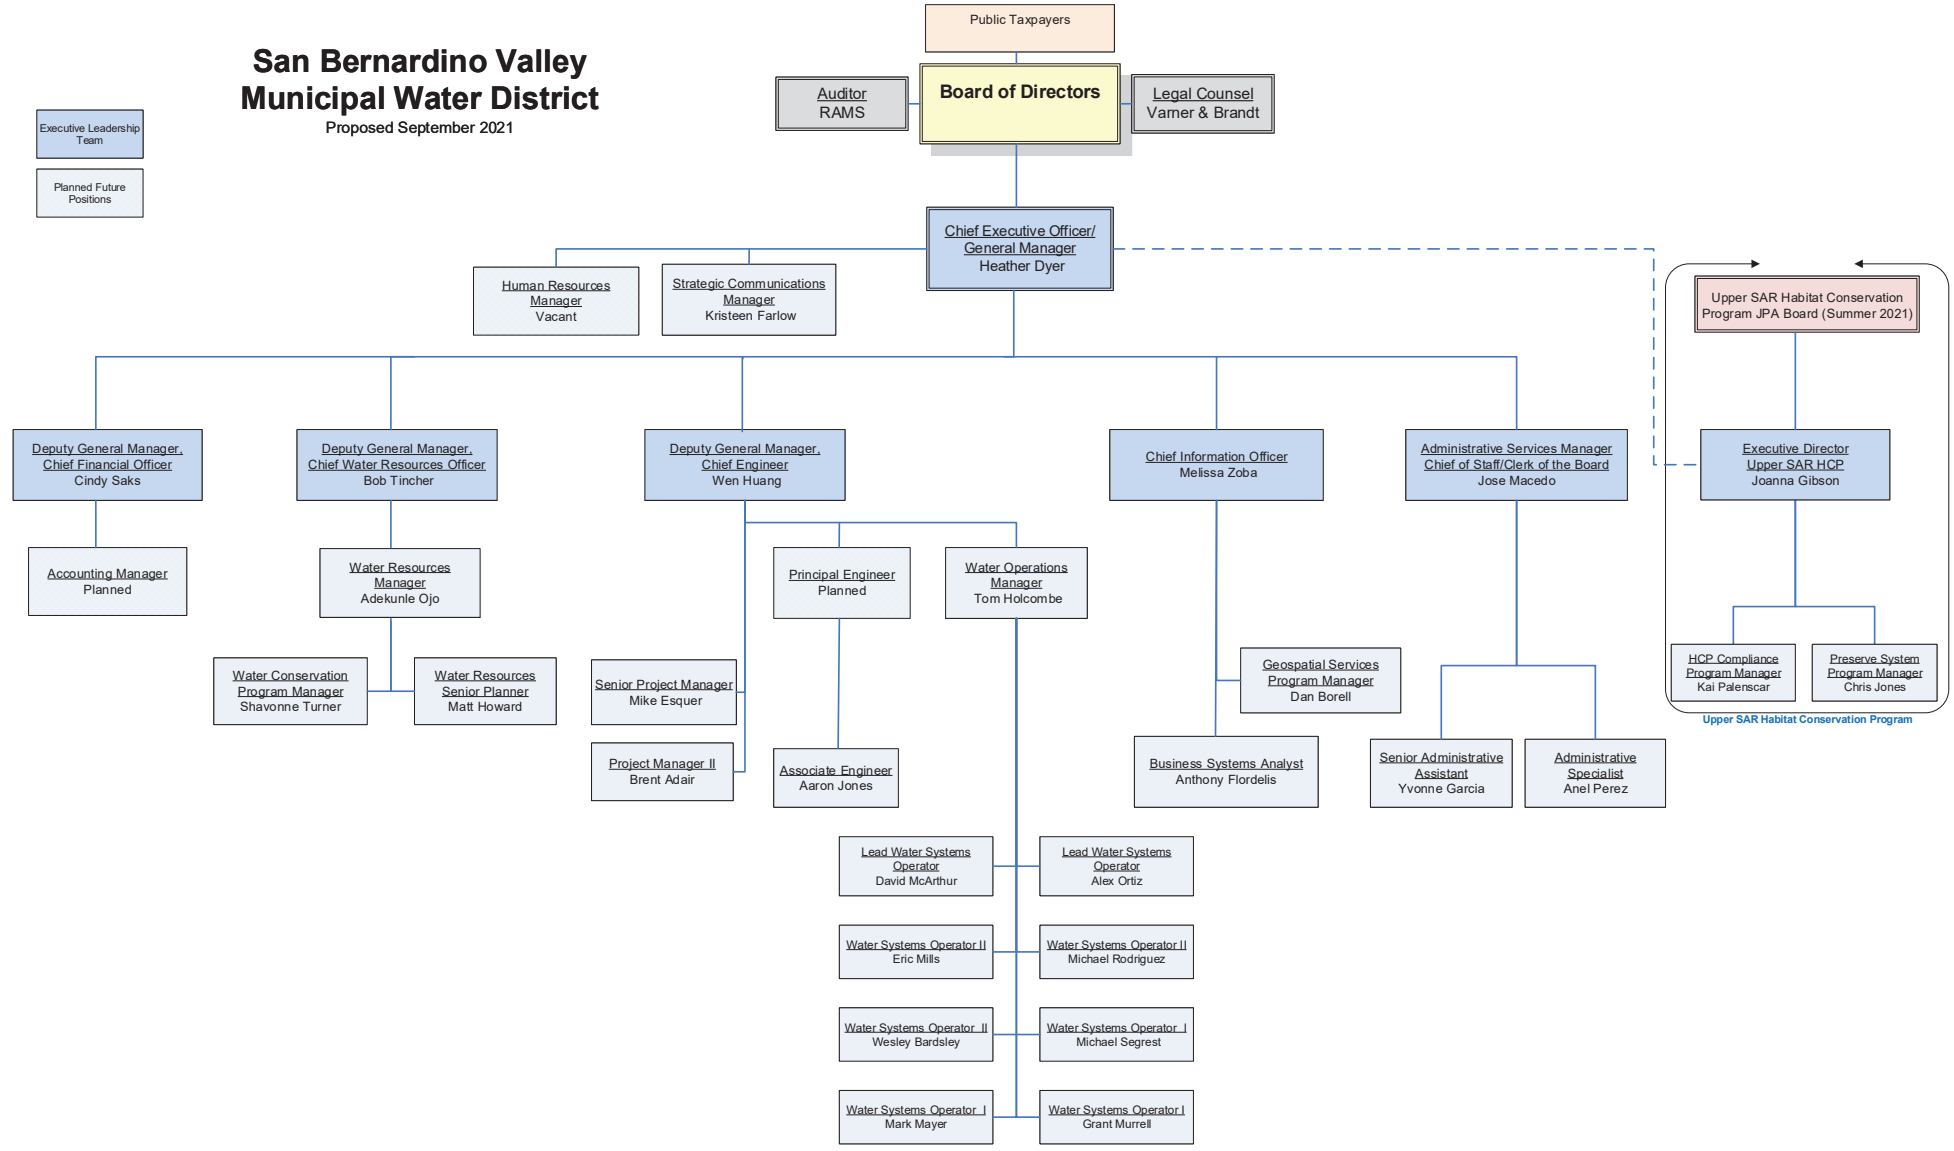 San Bernardino Valley
Municipal Water District
Proposed September 2021
Executive Leadership
Team
Planned Future
Positions
Public Taxpayers
Auditor
RAMS
Board of Directors
Legal Counsel
Varner & Brandt
Chief Executive Officer/
General Manager
Heather Dyer
Human Resources
Manager
Vacant
Strategic Communications
Manager
Kristeen Farlow
Upper SAR Habitat Conservation
Program JPA Board (Summer 2021)
Deputy General Manager,
Chief Financial Officer
Cindy Saks
Deputy General Manager,
Chief Water Resources Officer
Bob Tincher
Deputy General Manager,
Chief Engineer
Wen Huang
Chief Information Officer
Melissa Zoba
Administrative Services Manager
Chief of Staff/Clerk of the Board
Jose Macedo
Executive Director
Upper SAR HCP
Joanna Gibson
Accounting Manager
Planned
Water Resources
Manager
Adekunle Ojo
Principal Engineer
Planned
Water Operations
Manager
Tom Holcombe
Water Conservation
Program Manager
Shavonne Turner
Water Resources
Senior Planner
Matt Howard
Senior Project Manager
Mike Esquer
Geospatial Services
Program Manager
Dan Borell
HCP Compliance
Program Manager
Kai Palenscar
Preserve System
Program Manager
Chris Jones
Upper SAR Habitat Conservation Program
Project Manager II
Brent Adair
Associate Engineer
Aaron Jones
Business Systems Analyst
Anthony Flordelis
Senior Administrative
Assistant
Yvonne Garcia
Administrative
Specialist
Anel Perez
Lead Water Systems
Operator
David McArthur
Lead Water Systems
Operator
Alex Ortiz
Water Systems Operator II
Eric Mills
Water Systems Operator II
Michael Rodriguez
Water Systems Operator  II
Wesley Bardsley
Water Systems Operator  I
Michael Segrest
Water Systems Operator  I
Mark Mayer
Water Systems Operator I
Grant Murrell